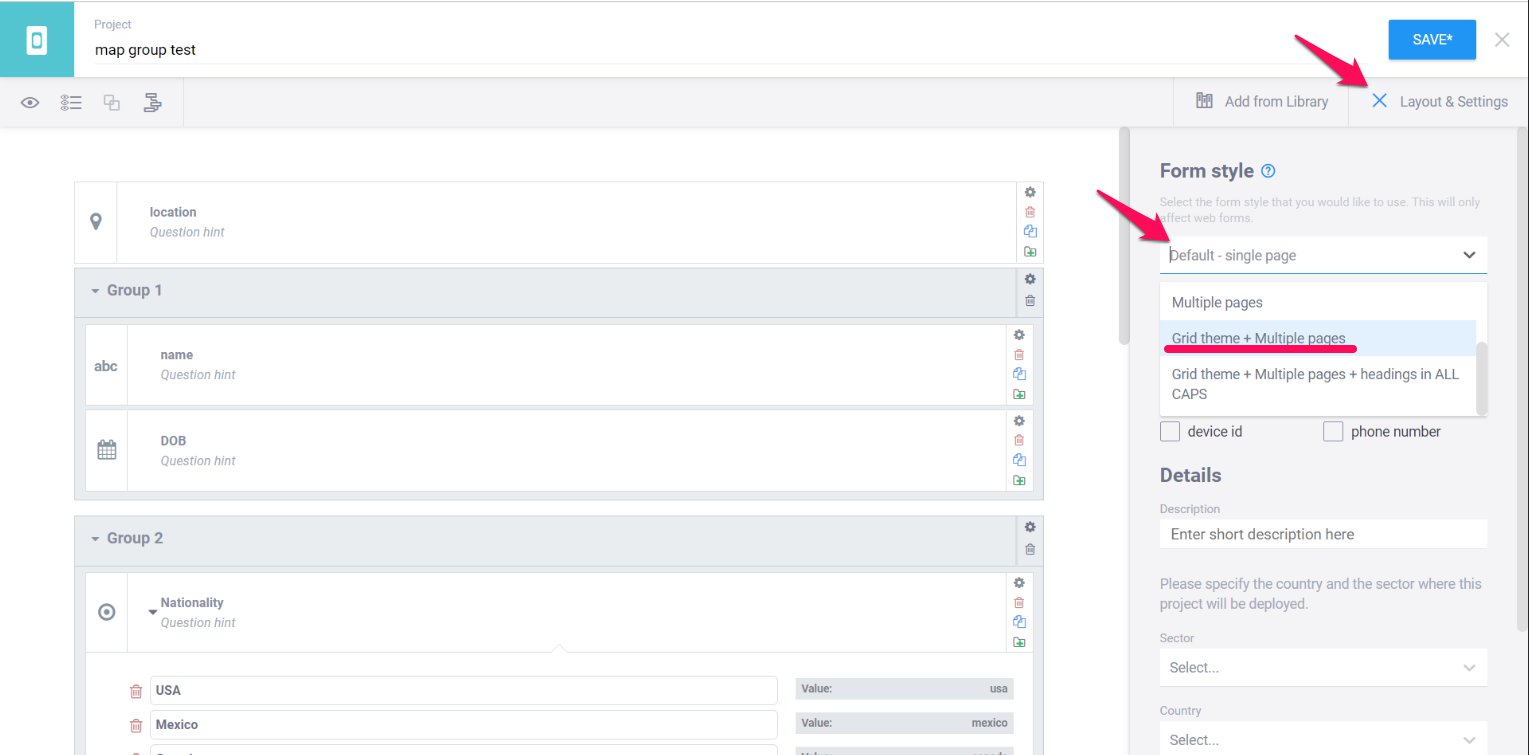 Project
map group test
SAVE*
Add from Library
Layout & Settings
location
Question hint
Group 1
abc
name
Question hint
DOB
Question hint
Group 2
Nationality
Question hint
USA
Value: usa
Mexico
Value: mexico
Form style
Select the form style that you would like to use. This will only
affect web forms.
Default - single page
Multiple pages
Grid theme + Multiple pages
Grid theme + Multiple pages + headings in ALL
CAPS
device id
phone number
Details
Description
Enter short description here
Please specify the country and the sector where this
project will be deployed.
Sector
Select...
Country
Select...